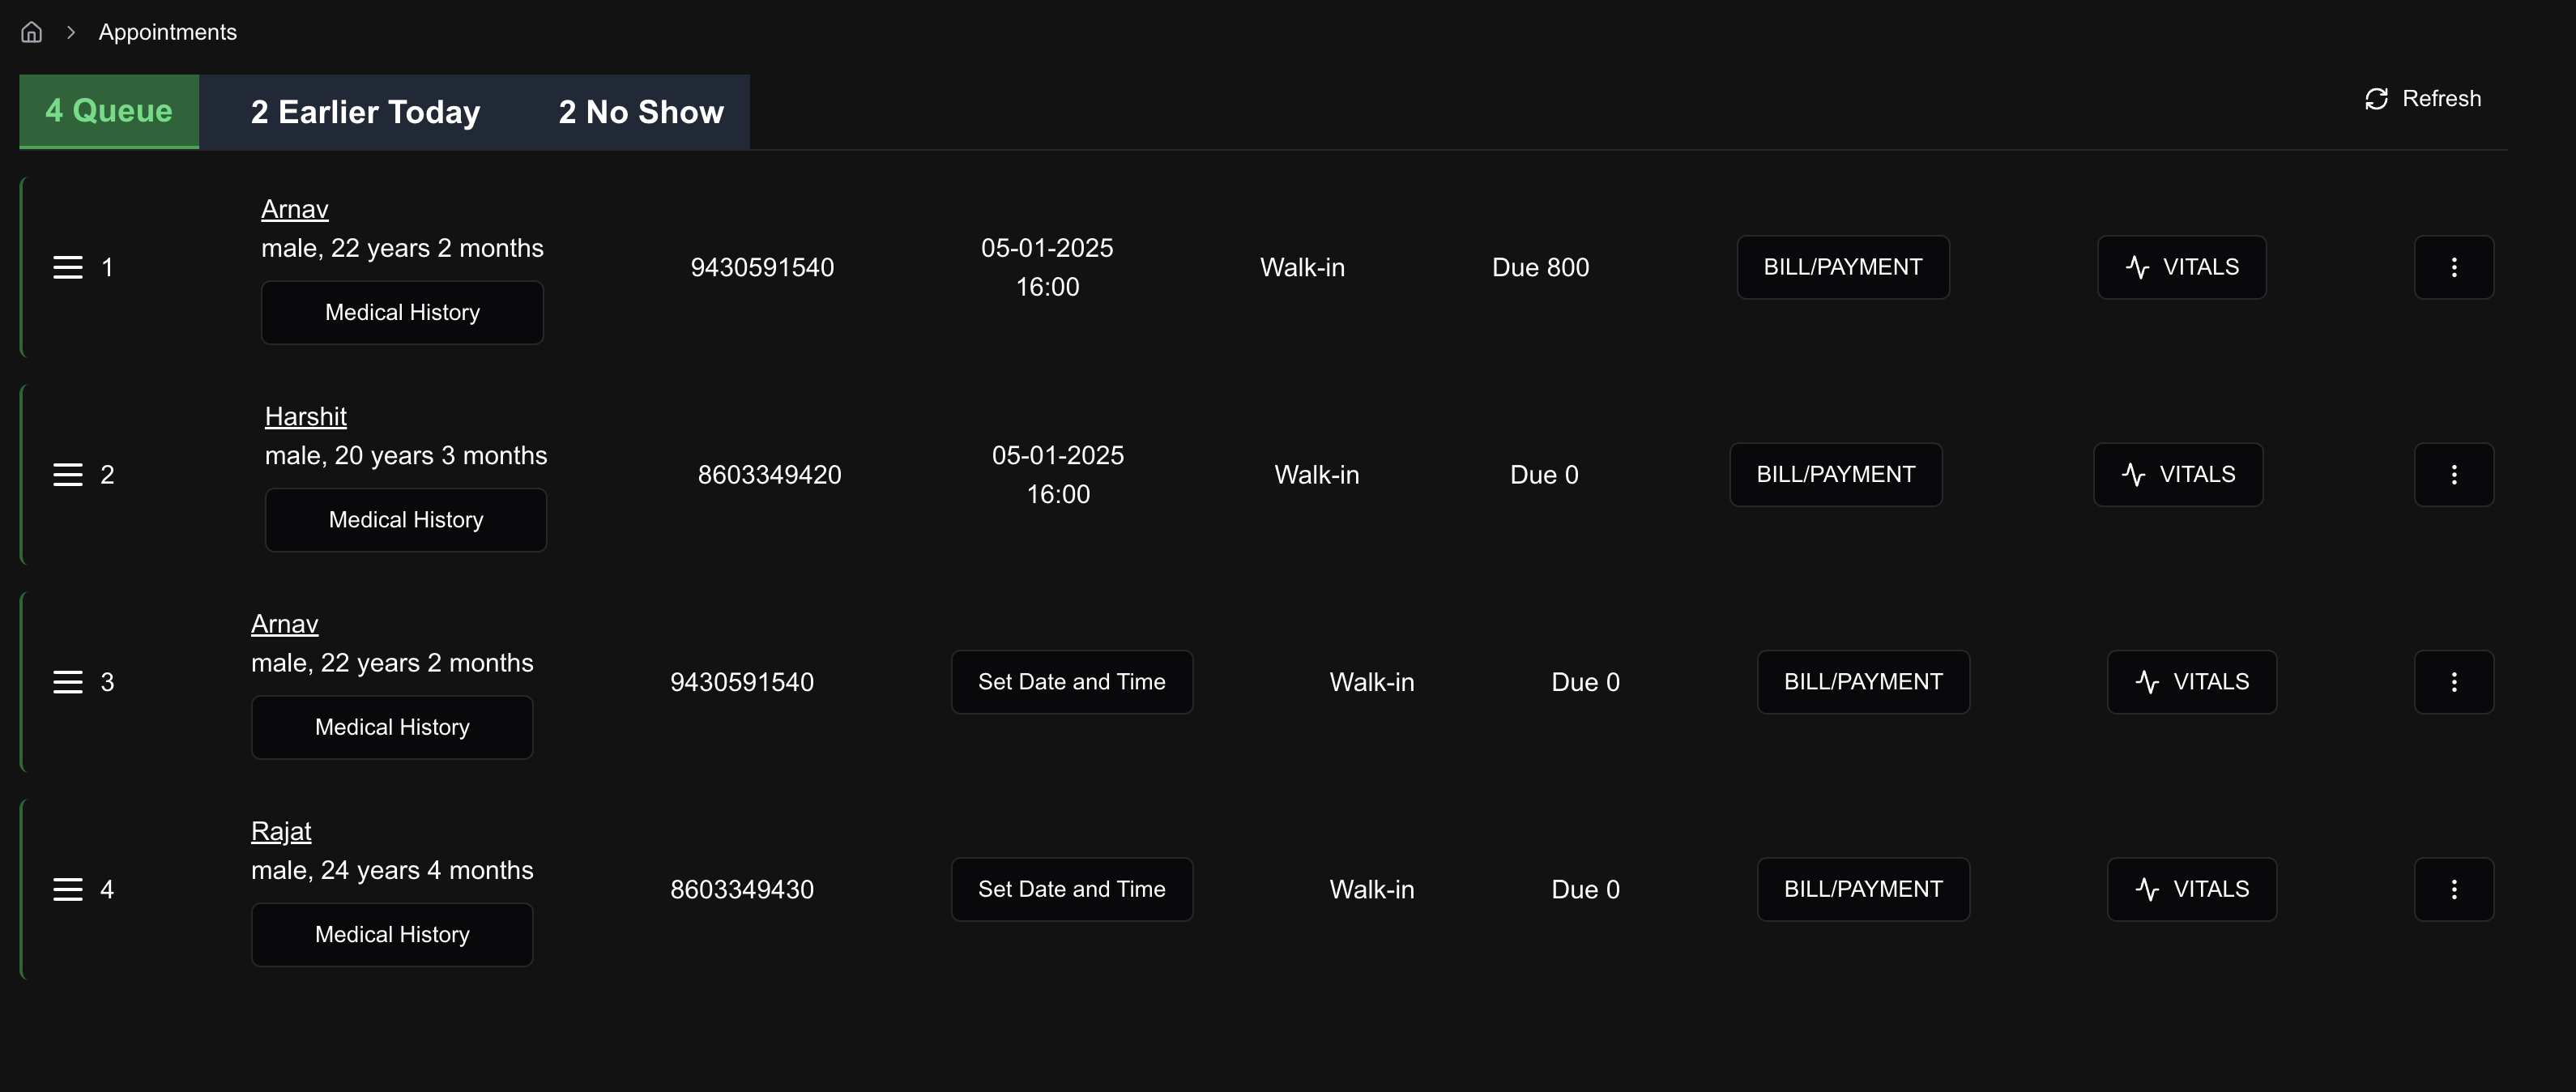 Appointments
4 Queue
2 Earlier Today
2 No Show
Refresh
1
Arnav
male, 22 years 2 months
Medical History
9430591540
05-01-2025
16:00
Walk-in
Due 800
BILL/PAYMENT
VITALS
2
Harshit
male, 20 years 3 months
Medical History
8603349420
05-01-2025
16:00
Walk-in
Due 0
BILL/PAYMENT
VITALS
3
Arnav
male, 22 years 2 months
Medical History
9430591540
Set Date and Time
Walk-in
Due 0
BILL/PAYMENT
VITALS
4
Rajat
male, 24 years 4 months
Medical History
8603349430
Set Date and Time
Walk-in
Due 0
BILL/PAYMENT
VITALS